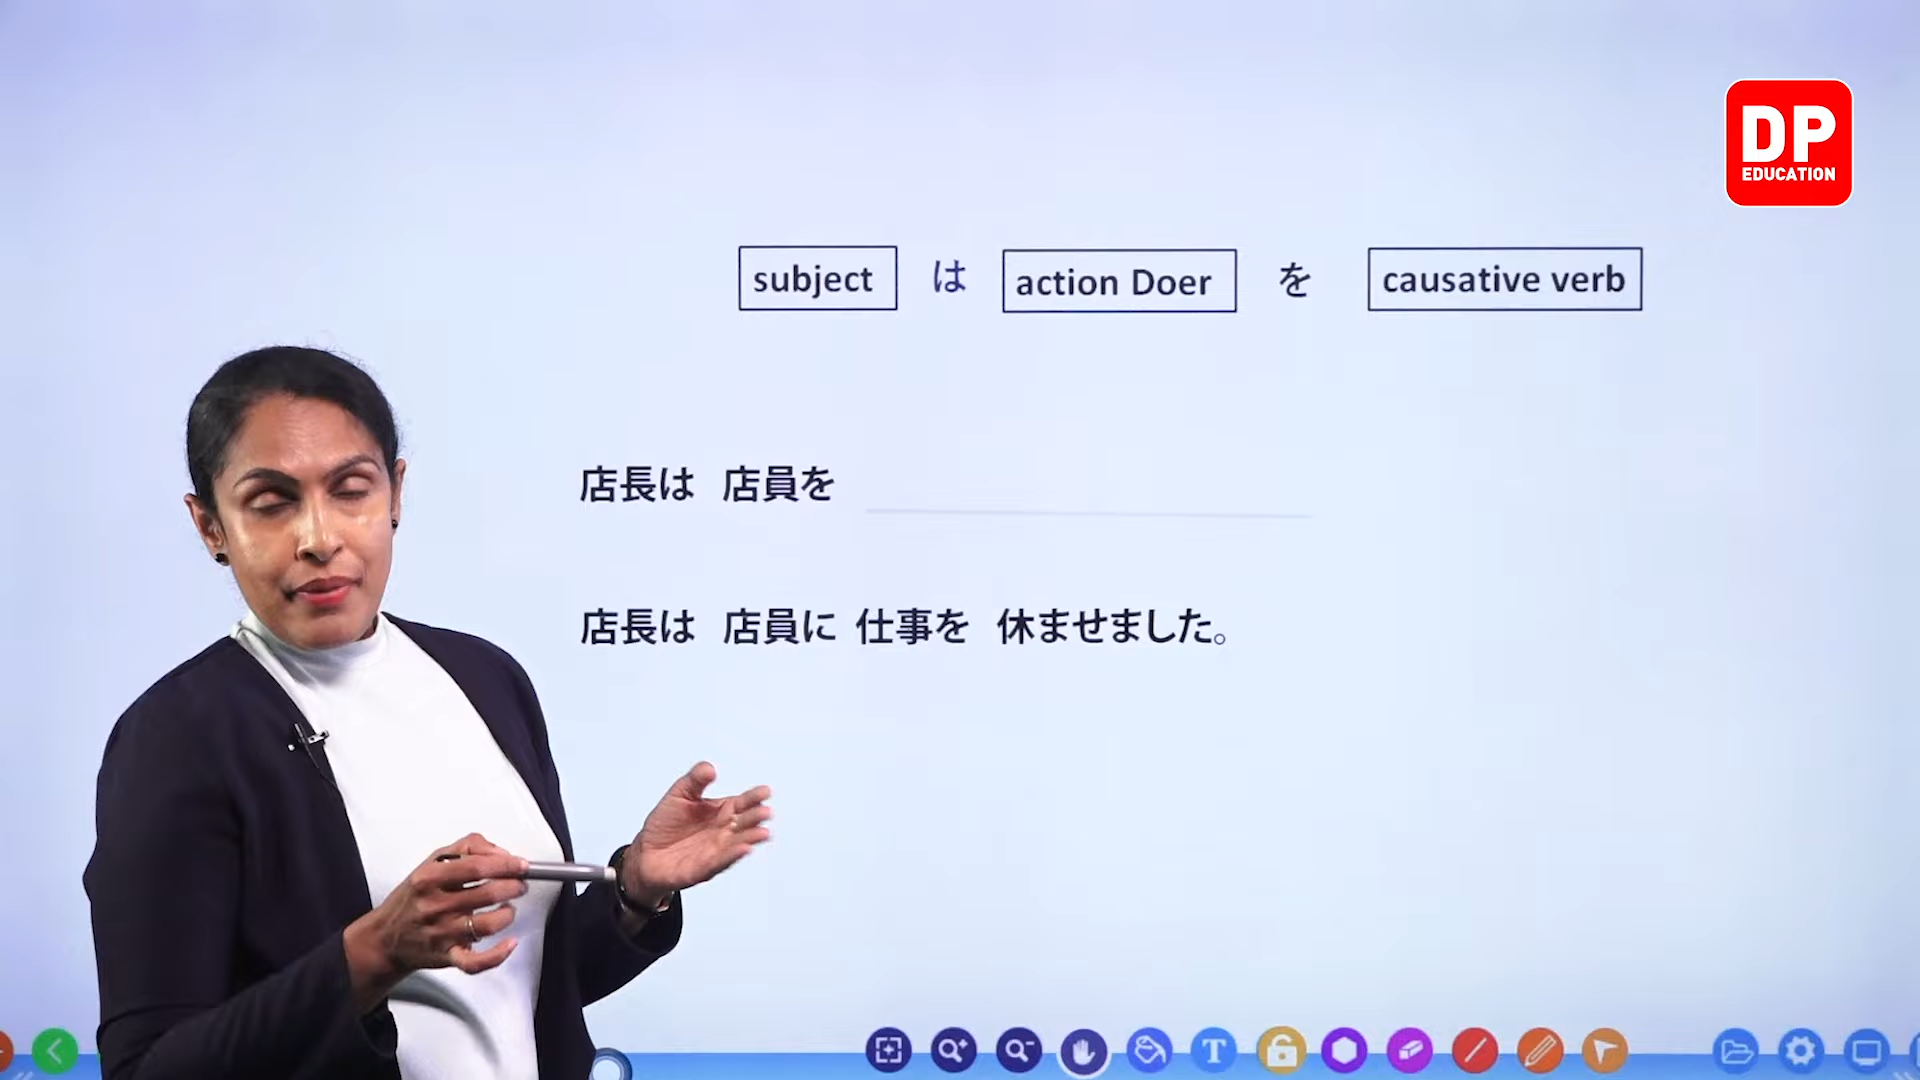 DP
EDUCATION
subject は action Doer を causative verb
店長は 店員を
店長は 店員に 仕事を 休ませました。
T